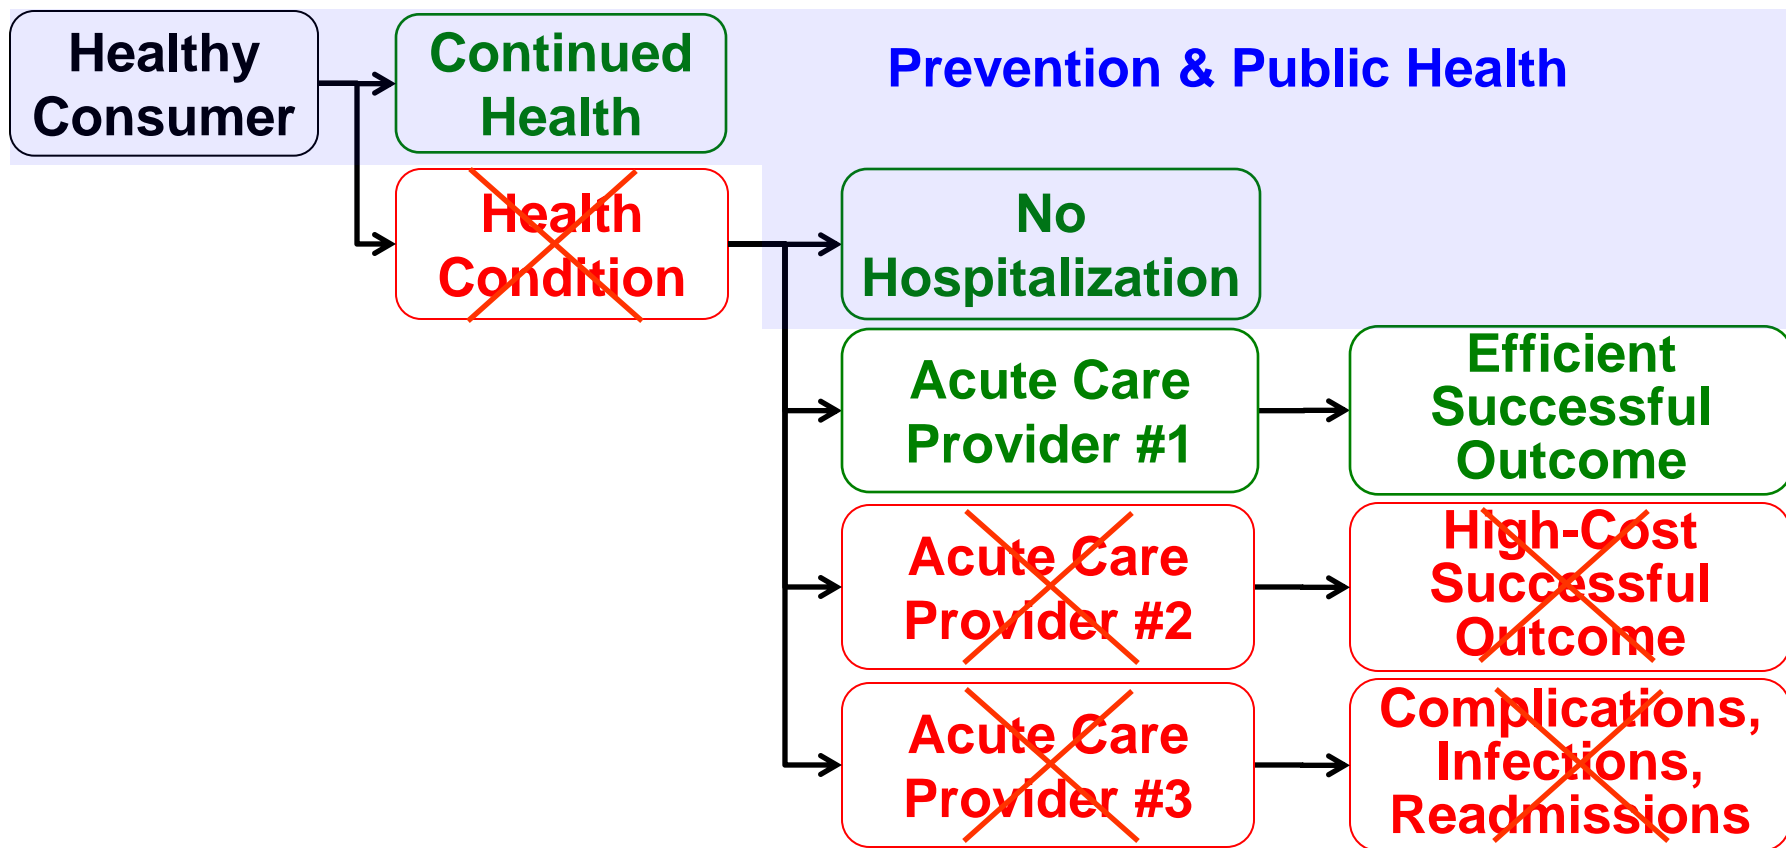 Healthy
Consumer
Continued
Health
Prevention & Public Health
Health
Condition
No
Hospitalization
Acute Care
Provider #1
Efficient
Successful
Outcome
Acute Care
Provider #2
High-Cost
Successful
Outcome
Acute Care
Provider #3
Complications,
Infections,
Readmissions